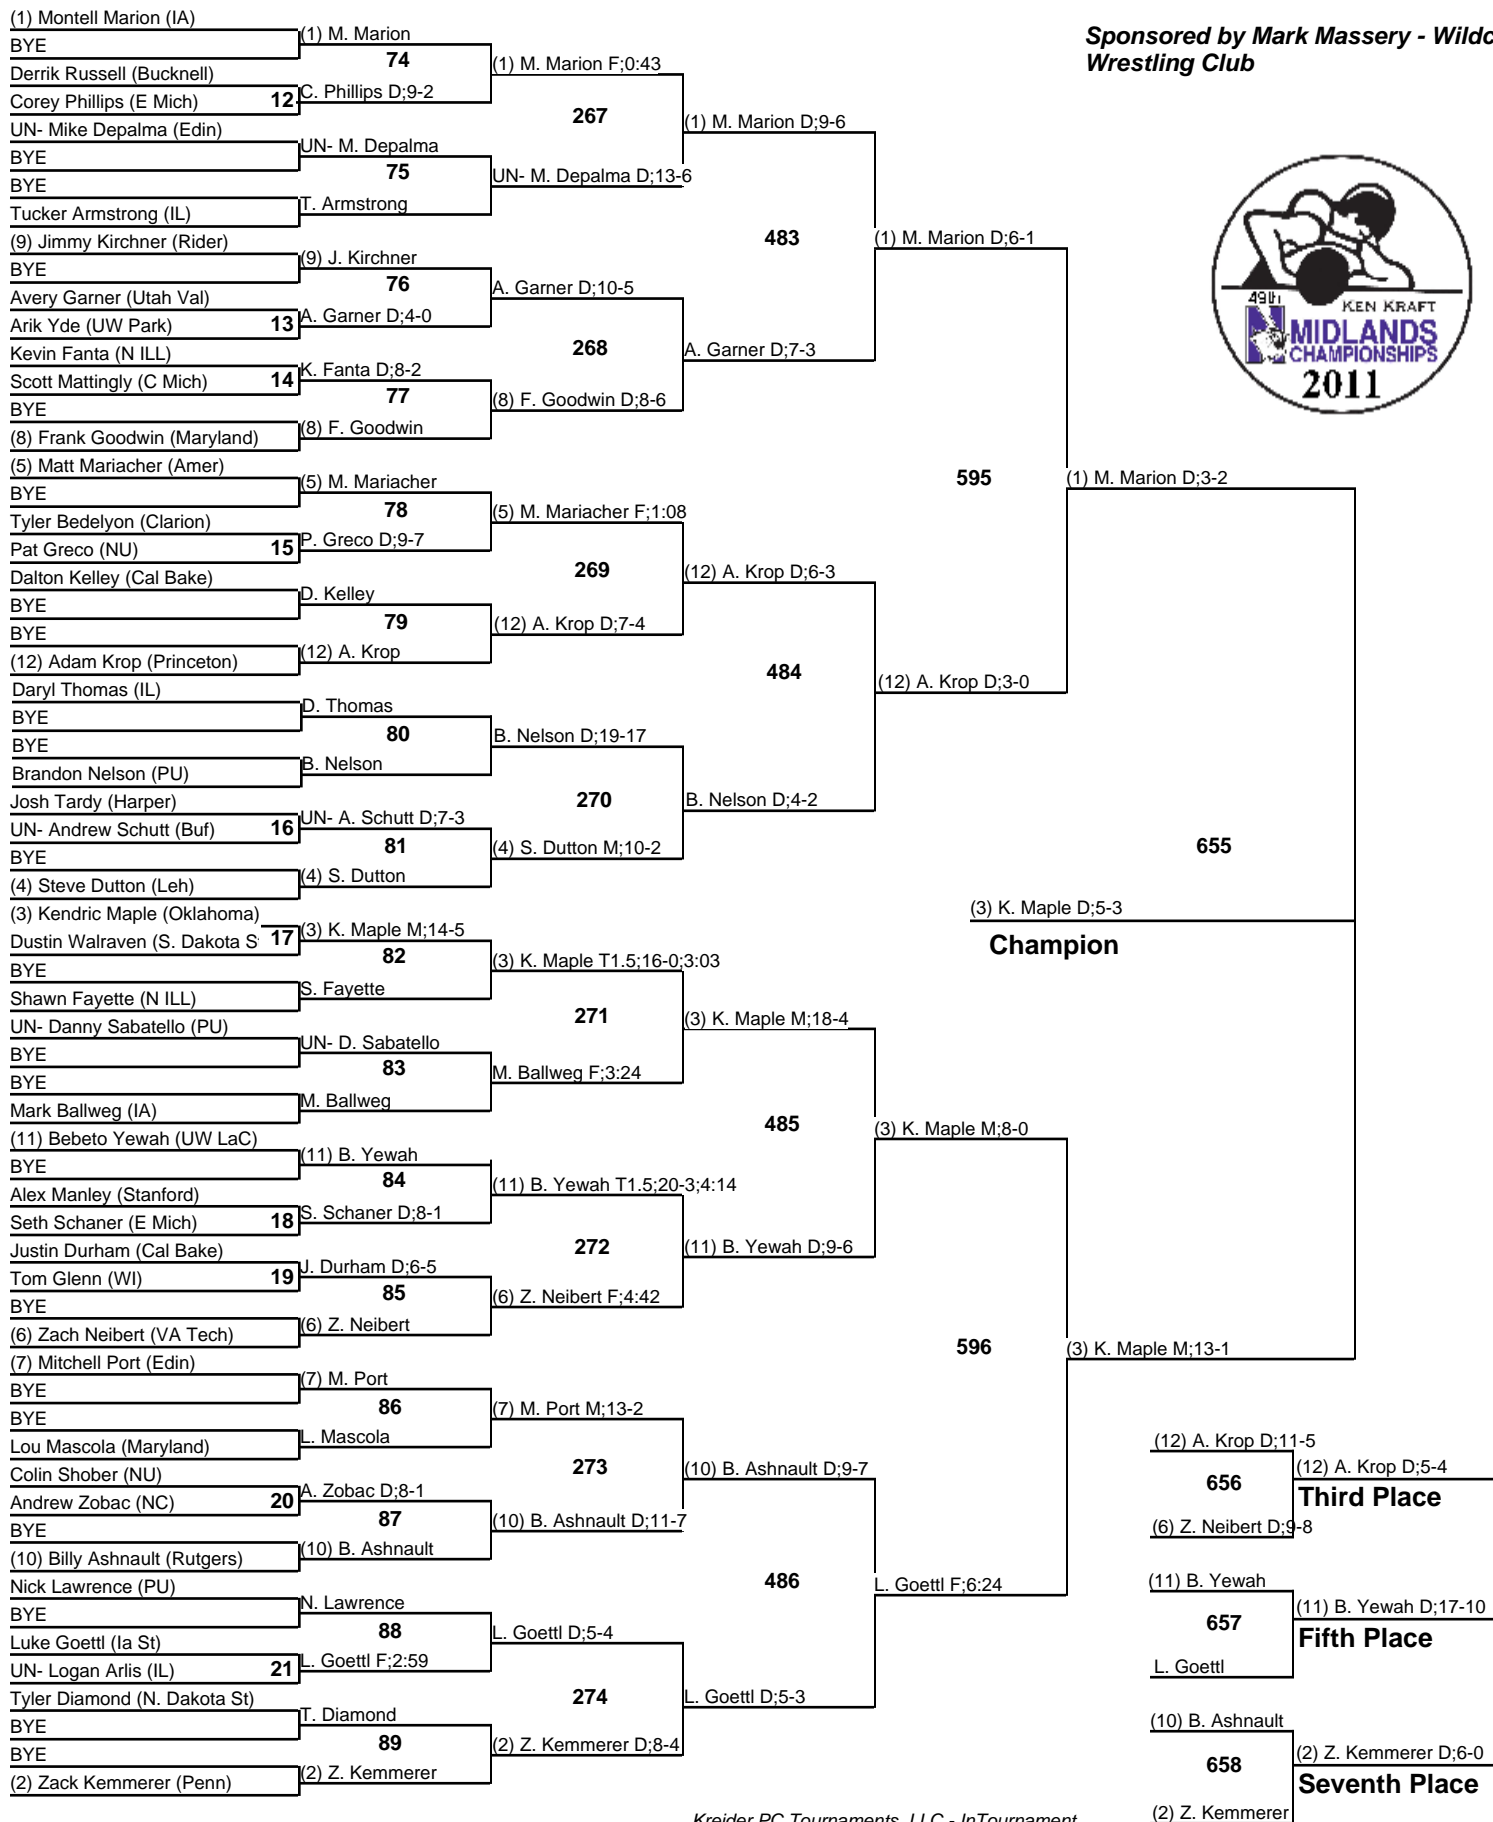 Sponsored by Mark Massery - Wildc
Wrestling Club
49th
KEN KRAFT
N
MIDLANDS
CHAMPIONSHIPS
2011
(1) Montell Marion (IA)
BYE
Derrik Russell (Bucknell)
Corey Phillips (E Mich) 12
UN- Mike Depalma (Edin)
BYE
BYE
Tucker Armstrong (IL)
(9) Jimmy Kirchner (Rider)
BYE
Avery Garner (Utah Val)
Arik Yde (UW Park) 13
Kevin Fanta (N ILL)
Scott Mattingly (C Mich) 14
BYE
(8) Frank Goodwin (Maryland)
(5) Matt Mariacher (Amer)
BYE
Tyler Bedelyon (Clarion)
Pat Greco (NU) 15
Dalton Kelley (Cal Bake)
BYE
BYE
(12) Adam Krop (Princeton)
Daryl Thomas (IL)
BYE
BYE
Brandon Nelson (PU)
Josh Tardy (Harper)
UN- Andrew Schutt (Buf) 16
BYE
(4) Steve Dutton (Leh)
(3) Kendric Maple (Oklahoma)
Dustin Walraven (S. Dakota S 17
BYE
Shawn Fayette (N ILL)
UN- Danny Sabatello (PU)
BYE
BYE
Mark Ballweg (IA)
(11) Bebeto Yewah (UW LaC)
BYE
Alex Manley (Stanford)
Seth Schaner (E Mich) 18
Justin Durham (Cal Bake)
Tom Glenn (WI) 19
BYE
(6) Zach Neibert (VA Tech)
(7) Mitchell Port (Edin)
BYE
BYE
Lou Mascola (Maryland)
Colin Shober (NU)
Andrew Zobac (NC) 20
BYE
(10) Billy Ashnault (Rutgers)
Nick Lawrence (PU)
BYE
Luke Goettl (Ia St)
UN- Logan Arlis (IL) 21
Tyler Diamond (N. Dakota St)
BYE
BYE
(2) Zack Kemmerer (Penn)
(1) M. Marion
74
C. Phillips D;9-2
UN- M. Depalma
75
T. Armstrong
(9) J. Kirchner
76
A. Garner D;4-0
K. Fanta D;8-2
77
(8) F. Goodwin
(5) M. Mariacher
78
P. Greco D;9-7
D. Kelley
79
(12) A. Krop
D. Thomas
80
B. Nelson
UN- A. Schutt D;7-3
81
(4) S. Dutton
(3) K. Maple M;14-5
82
S. Fayette
UN- D. Sabatello
83
M. Ballweg
(11) B. Yewah
84
S. Schaner D;8-1
J. Durham D;6-5
85
(6) Z. Neibert
(7) M. Port
86
L. Mascola
A. Zobac D;8-1
87
(10) B. Ashnault
N. Lawrence
88
L. Goettl F;2:59
T. Diamond
89
(2) Z. Kemmerer
(1) M. Marion F;0:43
267
UN- M. Depalma D;13-6
A. Garner D;10-5
268
(8) F. Goodwin D;8-6
(5) M. Mariacher F;1:08
269
(12) A. Krop D;7-4
B. Nelson D;19-17
270
(4) S. Dutton M;10-2
(3) K. Maple T1.5;16-0;3:03
271
M. Ballweg F;3:24
(11) B. Yewah T1.5;20-3;4:14
272
(6) Z. Neibert F;4:42
(7) M. Port M;13-2
273
(10) B. Ashnault D;11-7
L. Goettl D;5-4
274
(2) Z. Kemmerer D;8-4
(1) M. Marion D;9-6
483
A. Garner D;7-3
(12) A. Krop D;6-3
484
B. Nelson D;4-2
(3) K. Maple M;18-4
485
(11) B. Yewah D;9-6
(10) B. Ashnault D;9-7
486
L. Goettl D;5-3
(1) M. Marion D;6-1
595
(12) A. Krop D;3-0
(3) K. Maple M;8-0
596
L. Goettl F;6:24
(1) M. Marion D;3-2
655
(3) K. Maple M;13-1
(3) K. Maple D;5-3
Champion
(12) A. Krop D;11-5
656
(6) Z. Neibert D;9-8
(12) A. Krop D;5-4
Third Place
(11) B. Yewah
657
L. Goettl
(11) B. Yewah D;17-10
Fifth Place
(10) B. Ashnault
658
(2) Z. Kemmerer
(2) Z. Kemmerer D;6-0
Seventh Place
Kreider PC Tournaments, LLC - InTournament